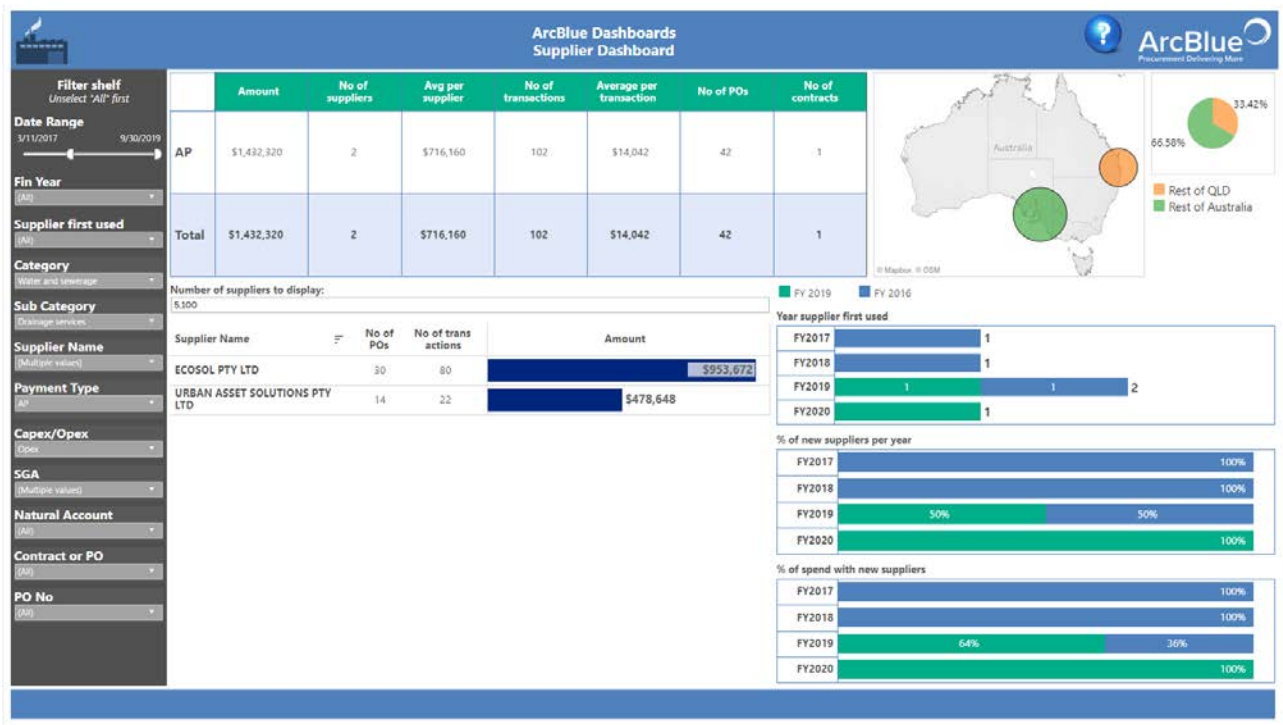 ArcBlue Dashboards
Supplier Dashboard
?
ArcBlue
Procurement Delivering More
Filter shelf
Unselect "All" first
Date Range
3/11/2017 9/30/2019
Fin Year
(All)
Supplier first used
(All)
Category
Water and sewerage
Sub Category
Drainage services
Supplier Name
(Multiple values)
Payment Type
AP
Capex/Opex
Opex
SGA
(Multiple values)
Natural Account
(All)
Contract or PO
(All)
PO No
(All)
Amount No of suppliers Avg per supplier No of transactions Average per transaction No of POs No of contracts
AP $1,432,320 2 $716,160 102 $14,042 42 1
Total $1,432,320 2 $716,160 102 $14,042 42 1
Australia
© Mapbox © OSM
33.42%
66.58%
Rest of QLD
Rest of Australia
Number of suppliers to display:
5,100
Supplier Name No of POs No of trans actions Amount
ECOSOL PTY LTD 30 80 $953,672
URBAN ASSET SOLUTIONS PTY LTD 14 22 $478,648
FY 2019 FY 2016
Year supplier first used
FY2017 1
FY2018 1
FY2019 1 1 2
FY2020 1
% of new suppliers per year
FY2017 100%
FY2018 100%
FY2019 50% 50%
FY2020 100%
% of spend with new suppliers
FY2017 100%
FY2018 100%
FY2019 64% 36%
FY2020 100%